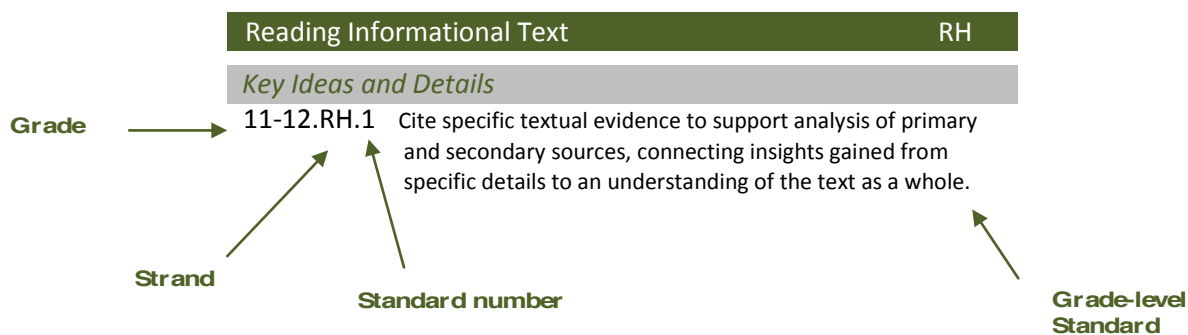 Reading Informational Text RH
Key Ideas and Details
Grade
11-12.RH.1 Cite specific textual evidence to support analysis of primary
and secondary sources, connecting insights gained from
specific details to an understanding of the text as a whole.
Strand
Standard number
Grade-level
Standard